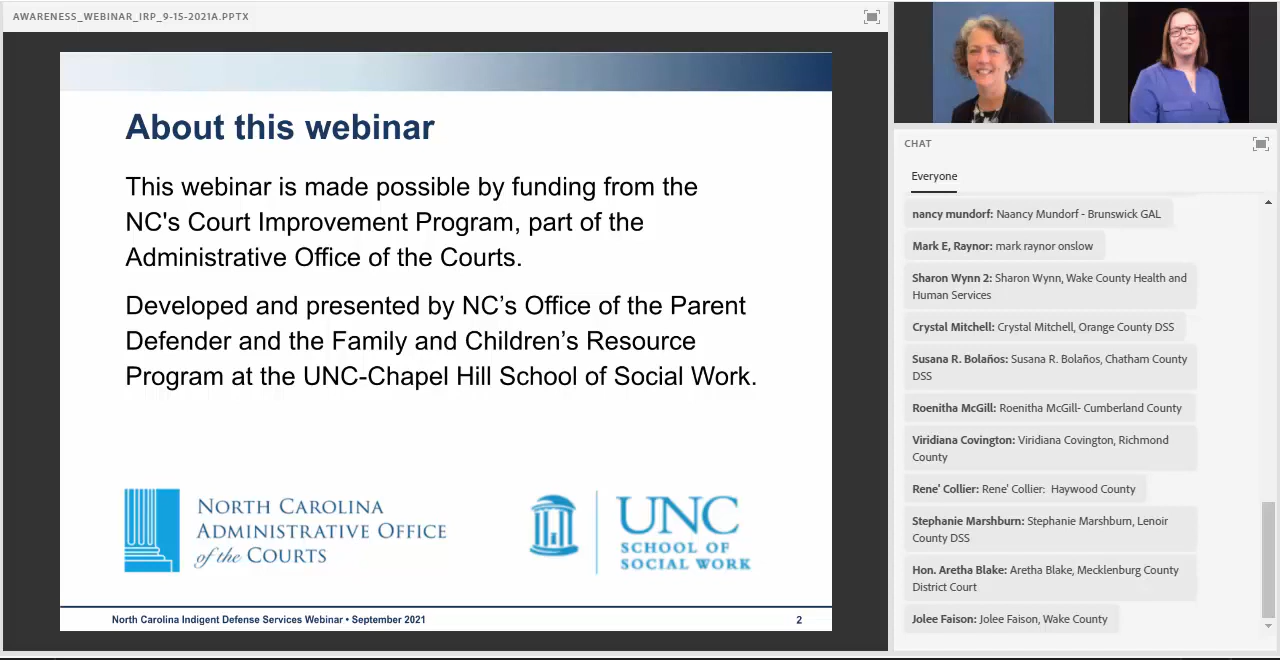 AWARENESS_WEBINAR_IRP_9-15-2021A.PPTX
About this webinar
This webinar is made possible by funding from the
NC's Court Improvement Program, part of the
Administrative Office of the Courts.
Developed and presented by NC’s Office of the Parent
Defender and the Family and Children’s Resource
Program at the UNC-Chapel Hill School of Social Work.
NORTH CAROLINA
ADMINISTRATIVE OFFICE
of the COURTS
UNC
SCHOOL OF
SOCIAL WORK
North Carolina Indigent Defense Services Webinar • September 2021
2
CHAT
Everyone
nancy mundorf: Naancy Mundorf - Brunswick GAL
Mark E, Raynor: mark raynor onslow
Sharon Wynn 2: Sharon Wynn, Wake County Health and
Human Services
Crystal Mitchell: Crystal Mitchell, Orange County DSS
Susana R. Bolaños: Susana R. Bolaños, Chatham County
DSS
Roenitha McGill: Roenitha McGill- Cumberland County
Viridiana Covington: Viridiana Covington, Richmond
County
Rene' Collier: Rene' Collier: Haywood County
Stephanie Marshburn: Stephanie Marshburn, Lenoir
County DSS
Hon. Aretha Blake: Aretha Blake, Mecklenburg County
District Court
Jolee Faison: Jolee Faison, Wake County